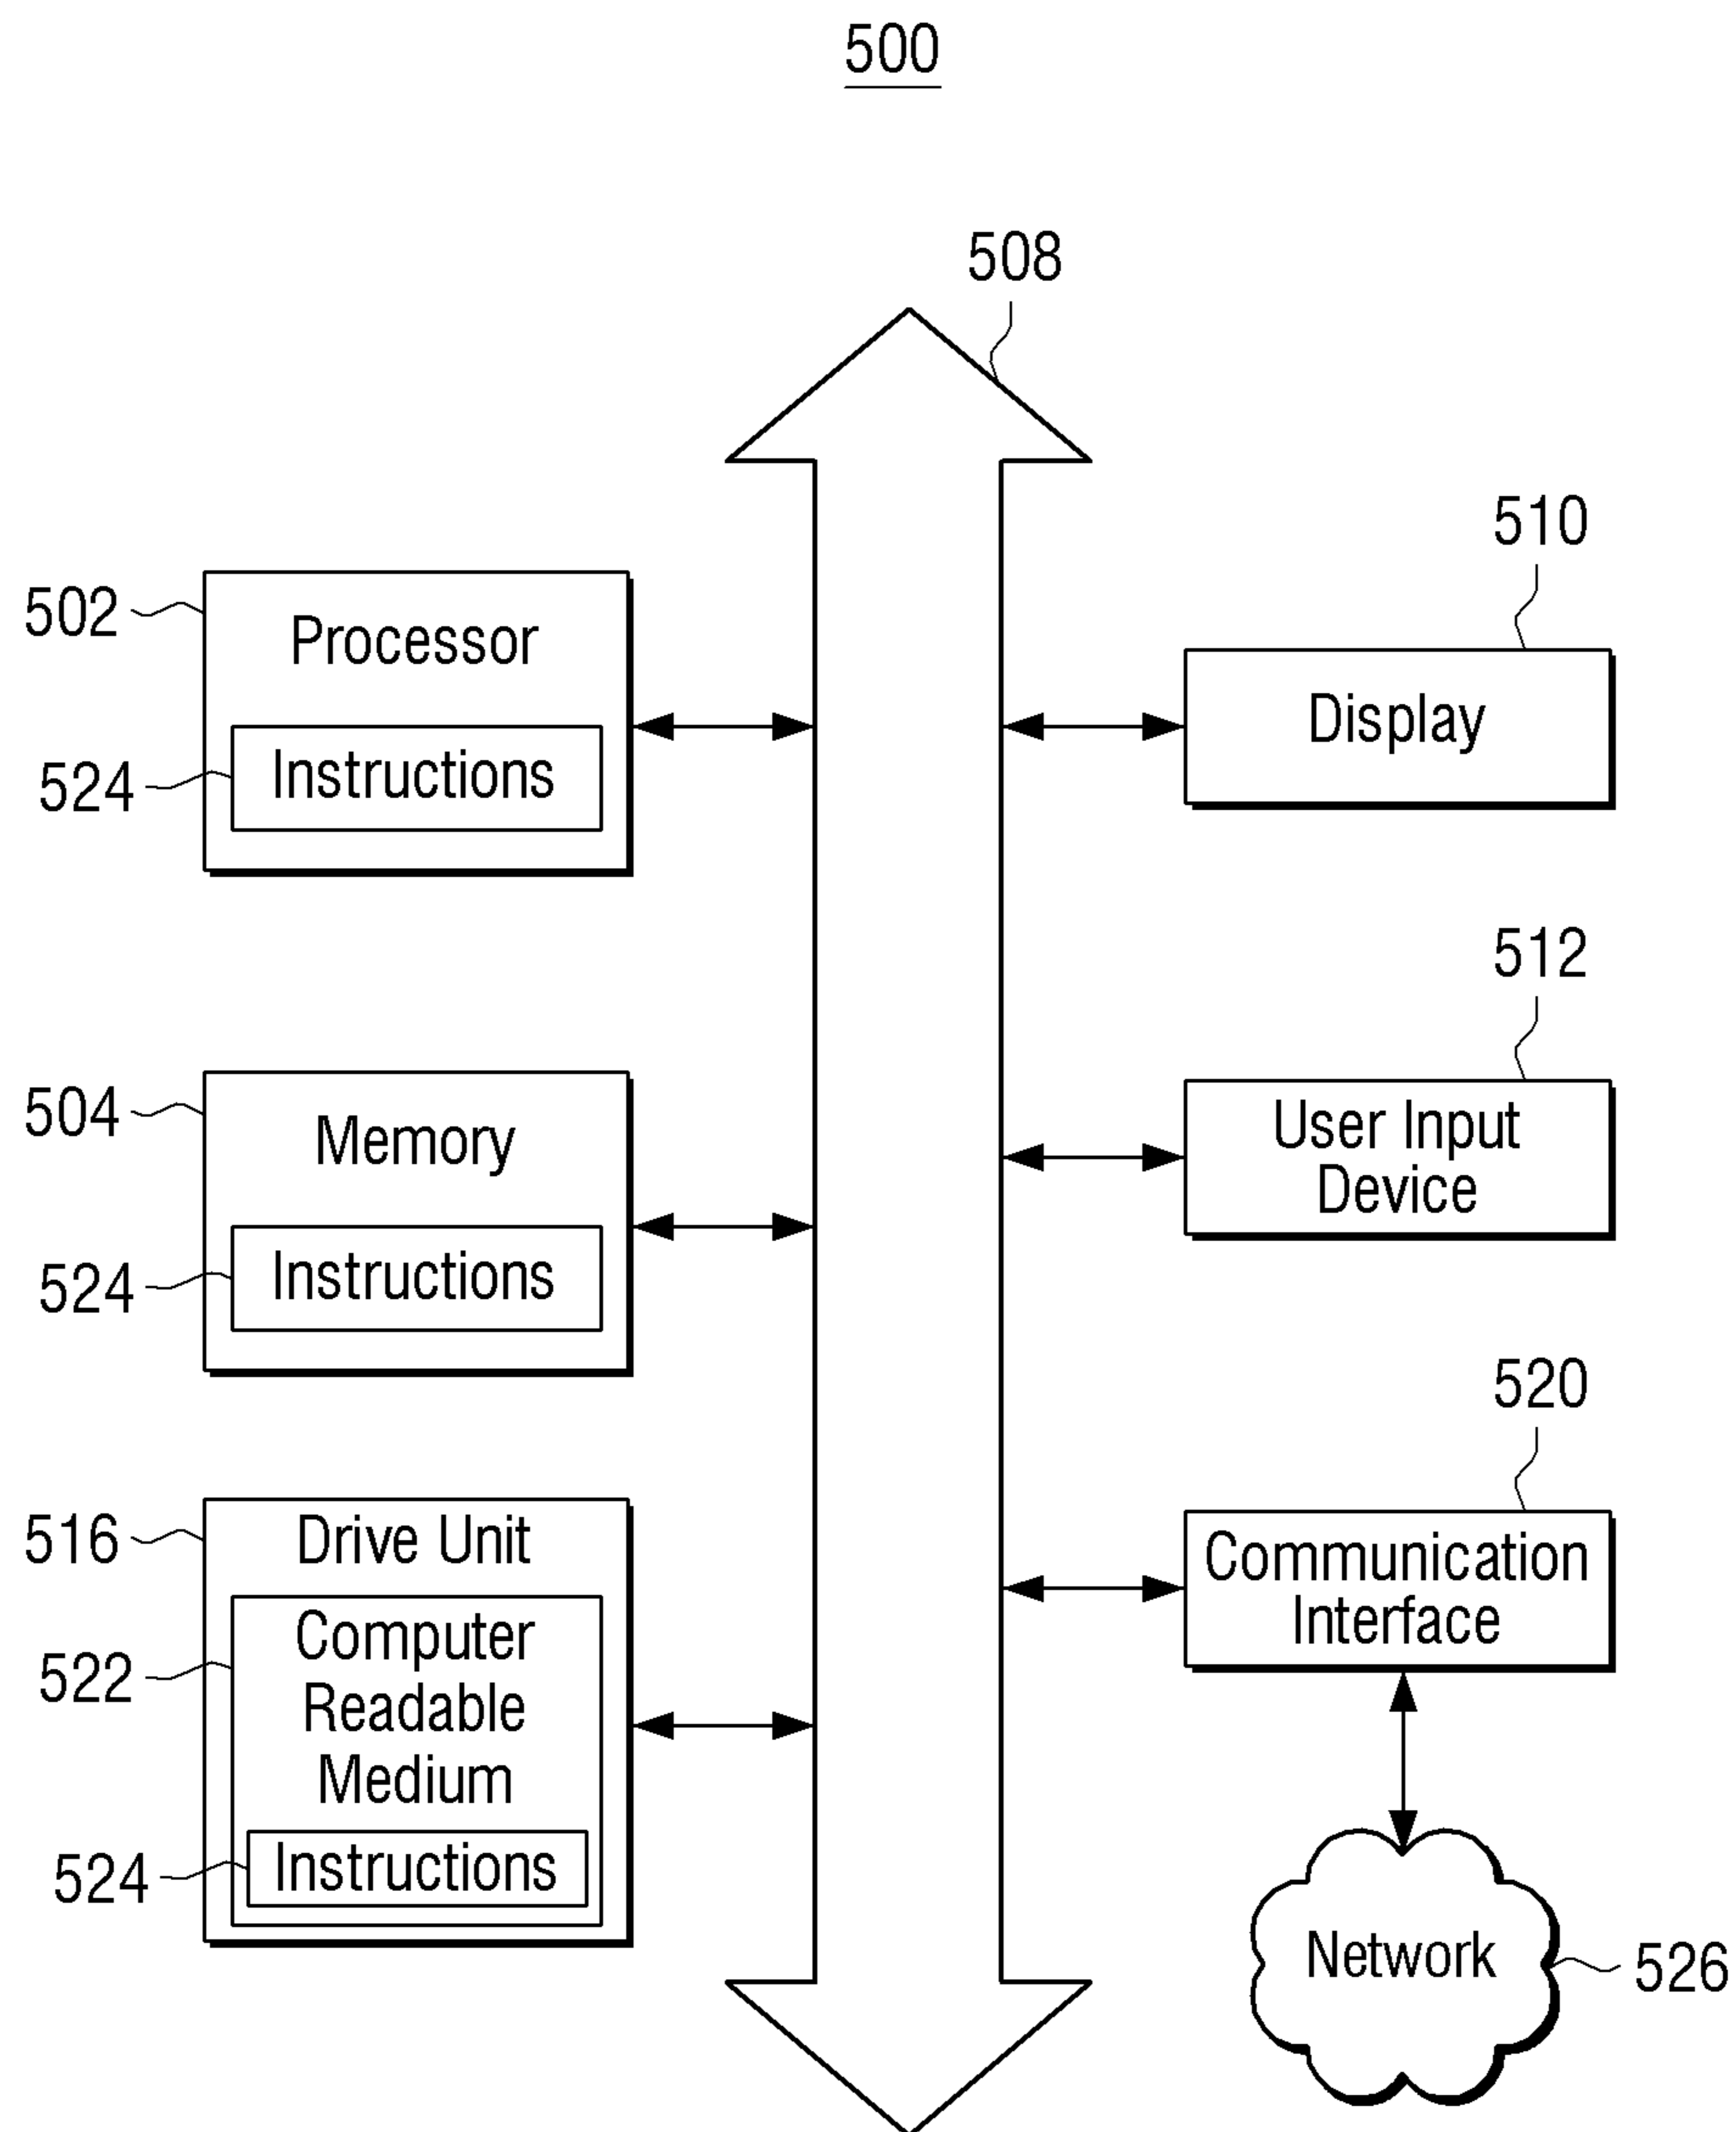 500
508
502
Processor
524
Instructions
510
Display
504
Memory
524
Instructions
512
User Input
Device
516
Drive Unit
522
Computer
Readable
Medium
524
Instructions
520
Communication
Interface
Network
526